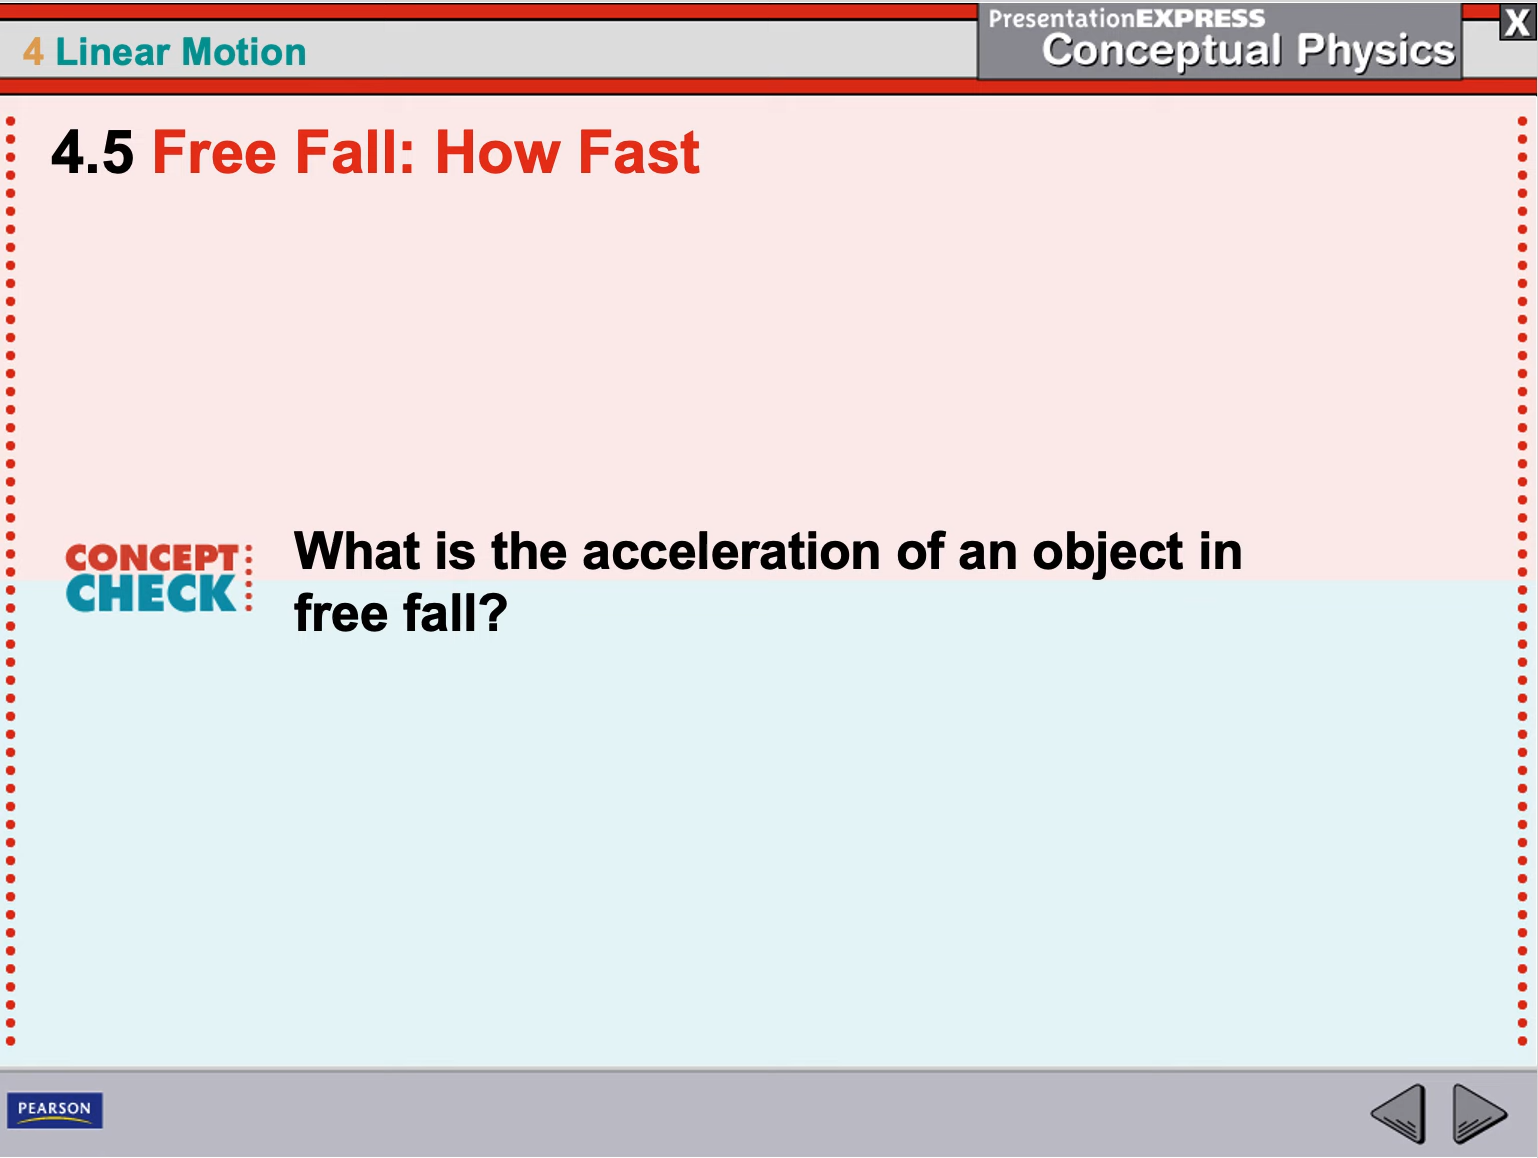 PresentationEXPRESS
Conceptual Physics
X
4 Linear Motion
4.5 Free Fall: How Fast
CONCEPT
CHECK
What is the acceleration of an object in
free fall?
PEARSON